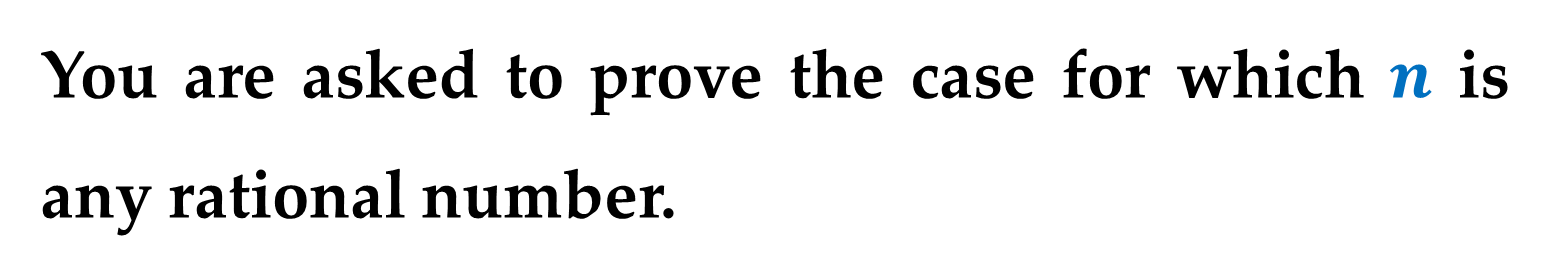 You are asked to prove the case for which n is
any rational number.